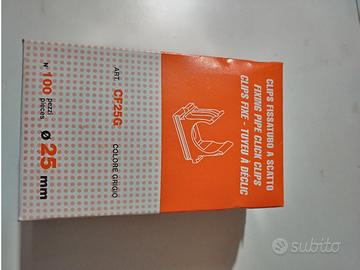 CLIPS FISSATUBO A SCATTO
FIXING PIPE CLICK CLIPS
CLIPS FIXE - TUYEU À DÉCLIC
ART. CF25G
COLORE GRIGIO
N° 100 pezzi
pieces
Ø 25 mm
subito